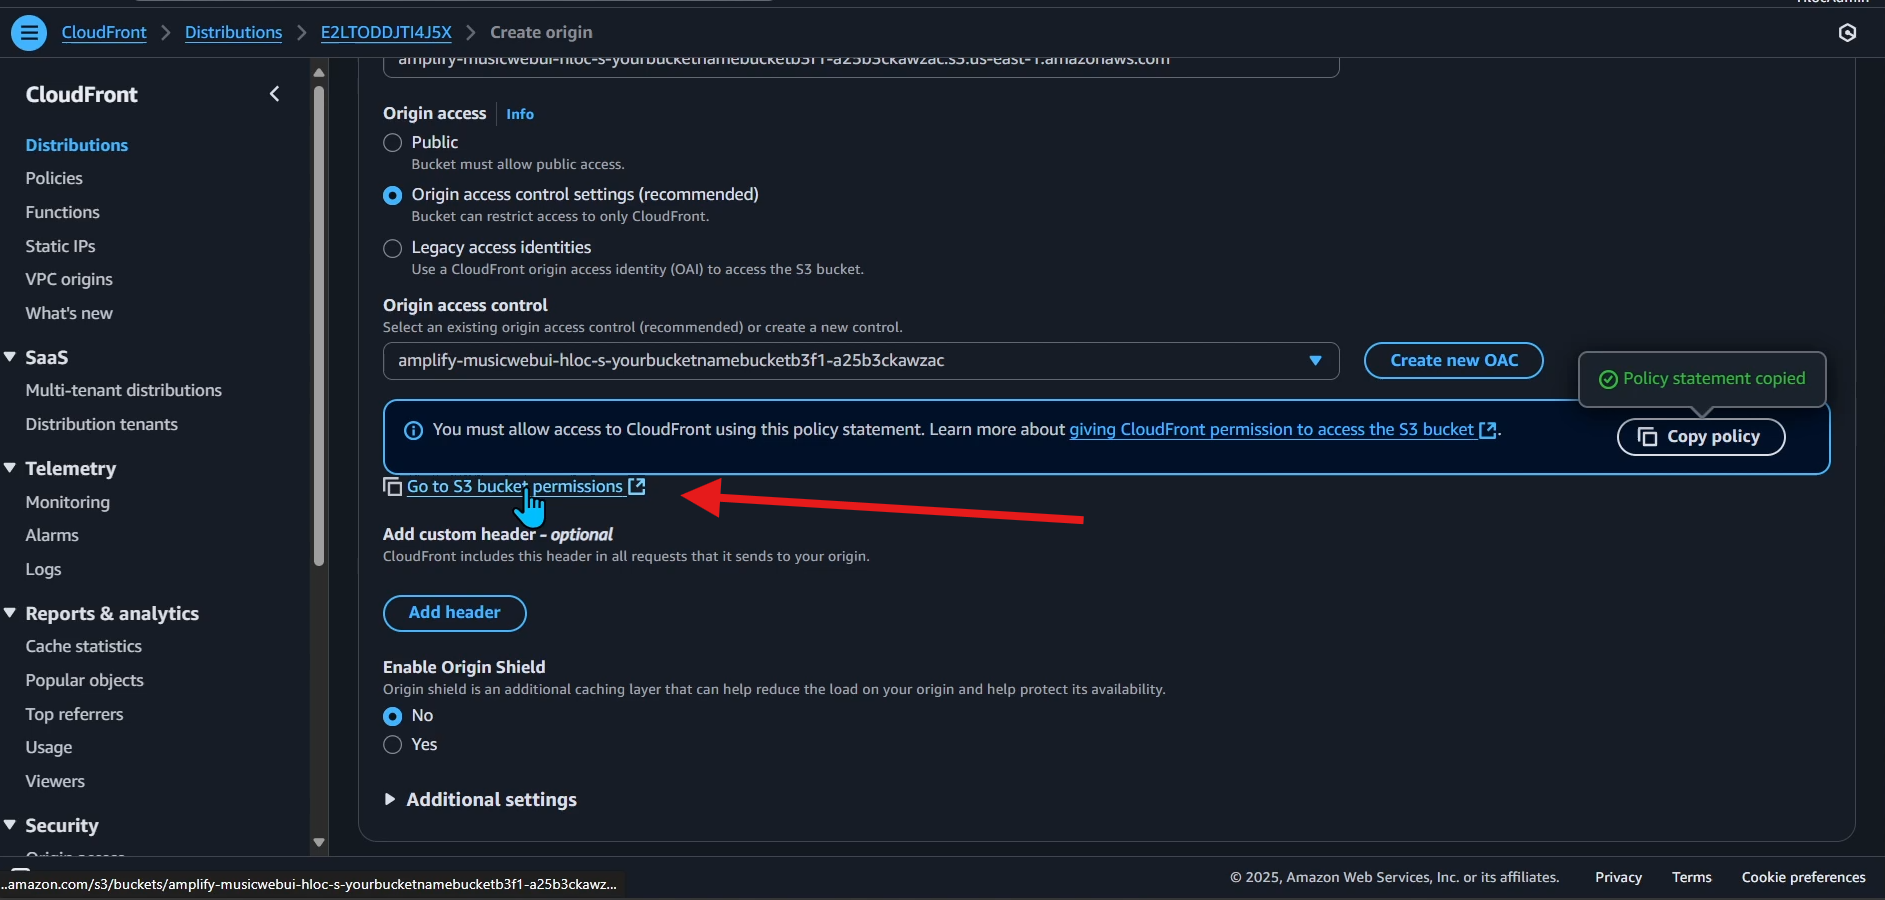 CloudFront
Distributions
E2LTODDJTI4J5X
Create origin
CloudFront
Distributions
Policies
Functions
Static IPs
VPC origins
What's new
SaaS
Multi-tenant distributions
Distribution tenants
Telemetry
Monitoring
Alarms
Logs
Reports & analytics
Cache statistics
Popular objects
Top referrers
Usage
Viewers
Security
amplify-musicwebui-hloc-s-yourbucketnamebucketb3f1-a25b3ckawzac.s3.us-east-1.amazonaws.com
Origin access
Info
Public
Bucket must allow public access.
Origin access control settings (recommended)
Bucket can restrict access to only CloudFront.
Legacy access identities
Use a CloudFront origin access identity (OAI) to access the S3 bucket.
Origin access control
Select an existing origin access control (recommended) or create a new control.
amplify-musicwebui-hloc-s-yourbucketnamebucketb3f1-a25b3ckawzac
Create new OAC
Policy statement copied
You must allow access to CloudFront using this policy statement. Learn more about giving CloudFront permission to access the S3 bucket.
Copy policy
Go to S3 bucket permissions
Add custom header - optional
CloudFront includes this header in all requests that it sends to your origin.
Add header
Enable Origin Shield
Origin shield is an additional caching layer that can help reduce the load on your origin and help protect its availability.
No
Yes
Additional settings
..amazon.com/s3/buckets/amplify-musicwebui-hloc-s-yourbucketnamebucketb3f1-a25b3ckawz...
© 2025, Amazon Web Services, Inc. or its affiliates.
Privacy
Terms
Cookie preferences